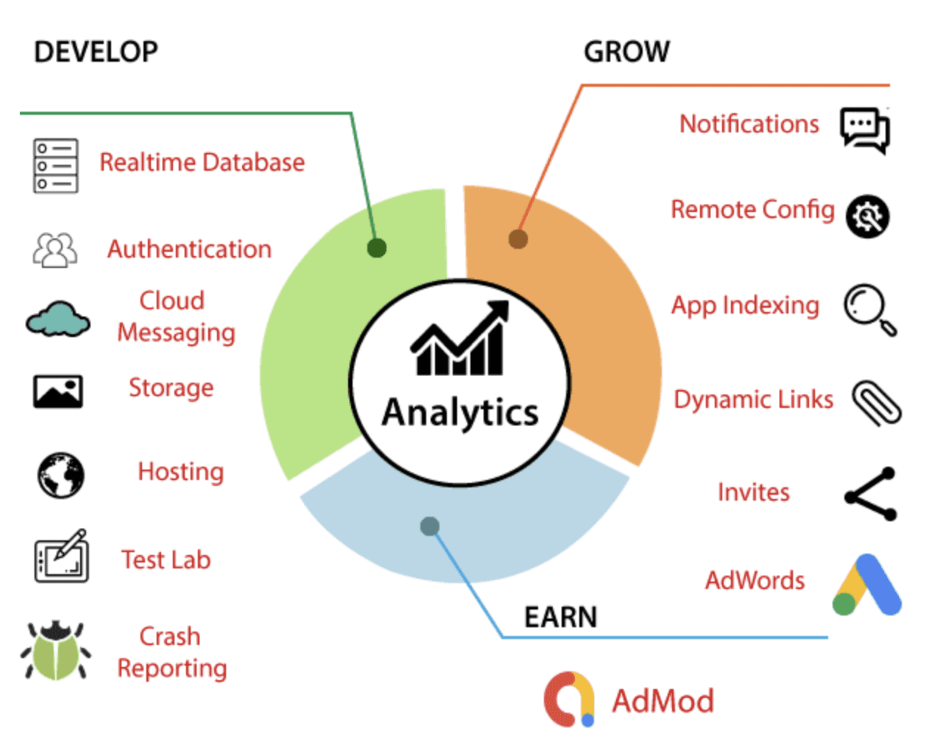 DEVELOP
Realtime Database
Authentication
Cloud
Messaging
Storage
Hosting
Test Lab
Crash
Reporting
Analytics
GROW
Notifications
Remote Config
App Indexing
Dynamic Links
Invites
AdWords
EARN
AdMod